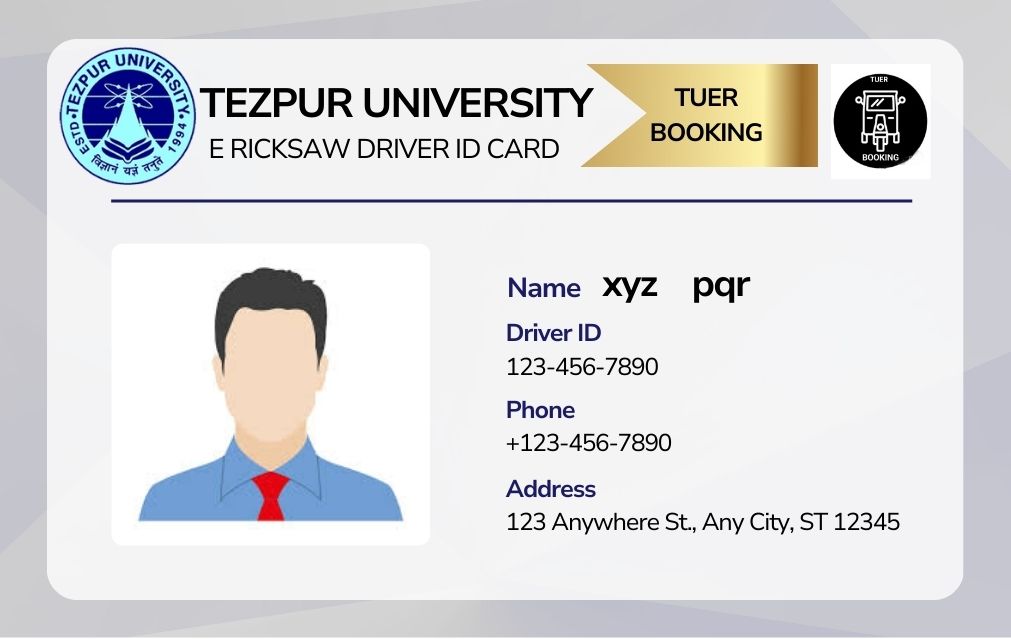 TEZPUR UNIVERSITY
ESTD. 1994
विज्ञानं यज्ञं तनुते
TEZPUR UNIVERSITY
E RICKSAW DRIVER ID CARD
TUER
BOOKING
TUER
BOOKING
Name xyz pqr
Driver ID
123-456-7890
Phone
+123-456-7890
Address
123 Anywhere St., Any City, ST 12345